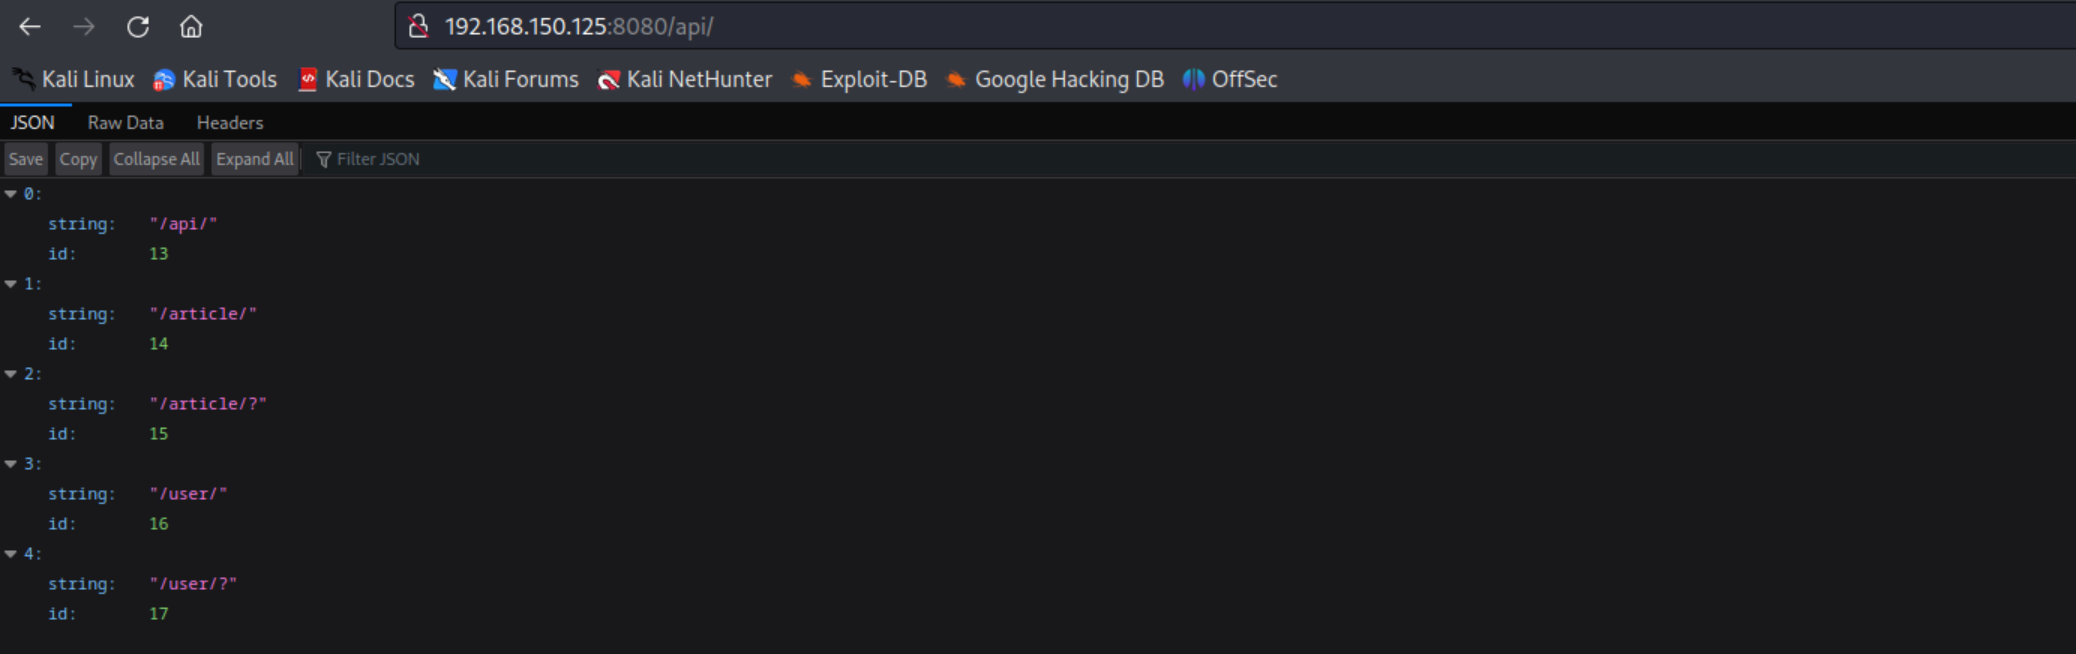 192.168.150.125:8080/api/
Kali Linux Kali Tools Kali Docs Kali Forums Kali NetHunter Exploit-DB Google Hacking DB OffSec
JSON Raw Data Headers
Save Copy Collapse All Expand All Filter JSON
0:
string: "/api/"
id: 13
1:
string: "/article/"
id: 14
2:
string: "/article/?"
id: 15
3:
string: "/user/"
id: 16
4:
string: "/user/?"
id: 17